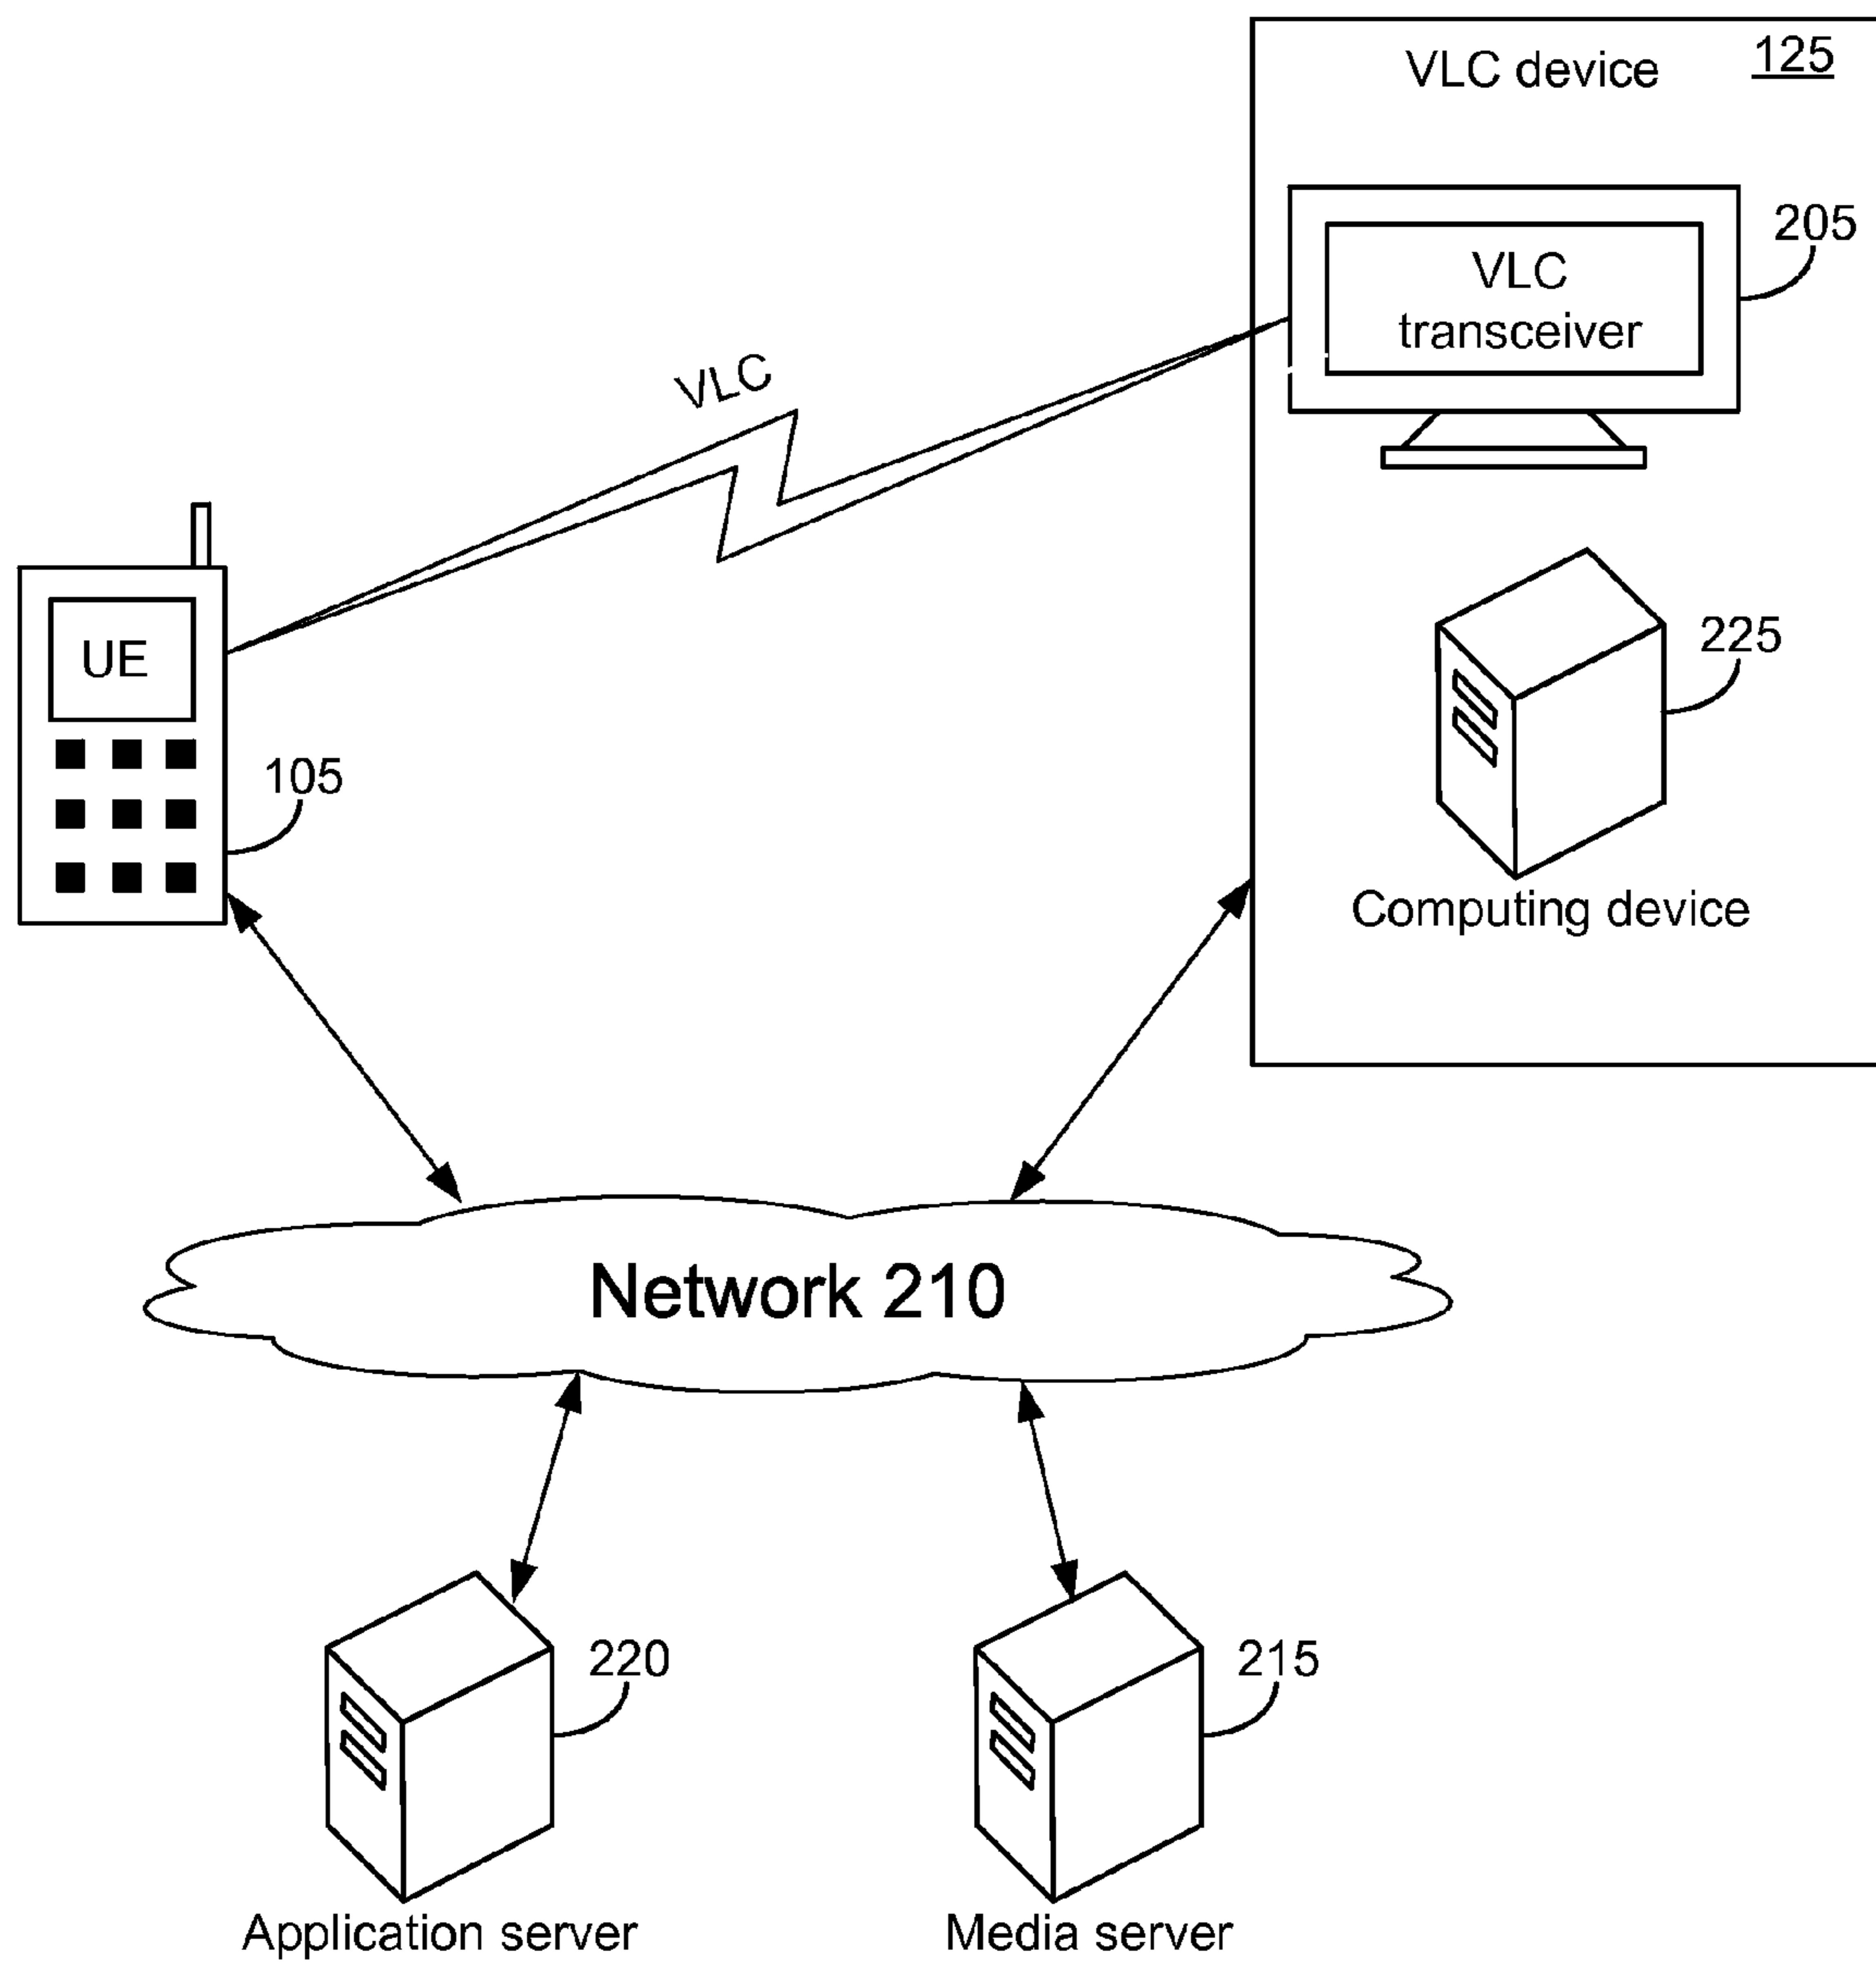 VLC device 125
205
VLC
transceiver
VLC
UE
225
105
Computing device
Network 210
220
215
Application server
Media server